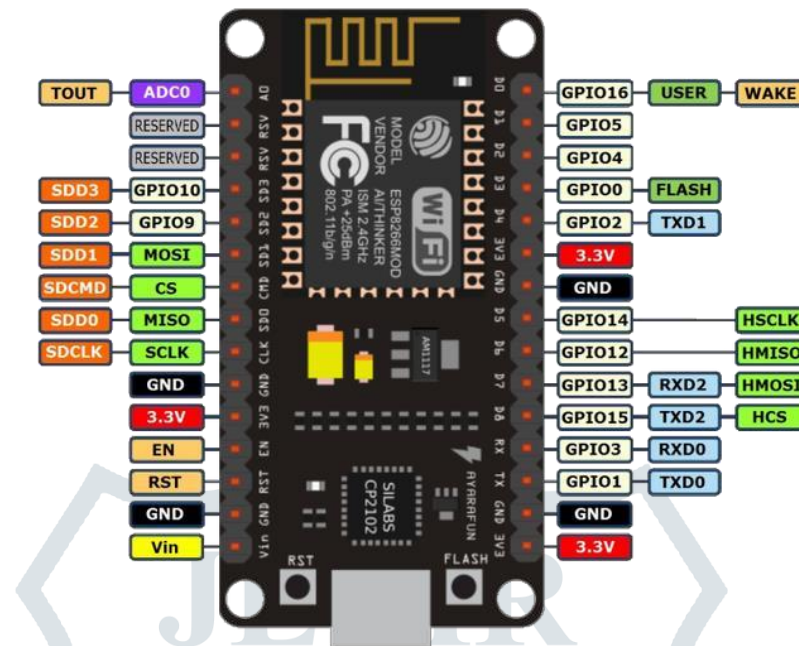 TOUT ADC0 A0 D0 GPIO16 USER WAKE
RESERVED RSV D1 GPIO5
RESERVED RSV D2 GPIO4
SDD3 GPIO10 SD3 D3 GPIO0 FLASH
SDD2 GPIO9 SD2 D4 GPIO2 TXD1
SDD1 MOSI SD1 3V3 3.3V
SDCMD CS CMD GND GND
SDD0 MISO SD0 D5 GPIO14 HSCLK
SDCLK SCLK CLK D6 GPIO12 HMISO
GND GND D7 GPIO13 RXD2 HMOSI
3.3V 3V3 D8 GPIO15 TXD2 HCS
EN EN RX GPIO3 RXD0
RST RST TX GPIO1 TXD0
GND GND GND GND
Vin Vin 3V3 3.3V
MODEL ESP8266MOD
VENDOR AI/THINKER
ISM 2.4GHz
PA +25dBm
802.11b/g/n
FC
Wi Fi
AM1117
SILABS
CP2102
AYARAFUN
RST
FLASH